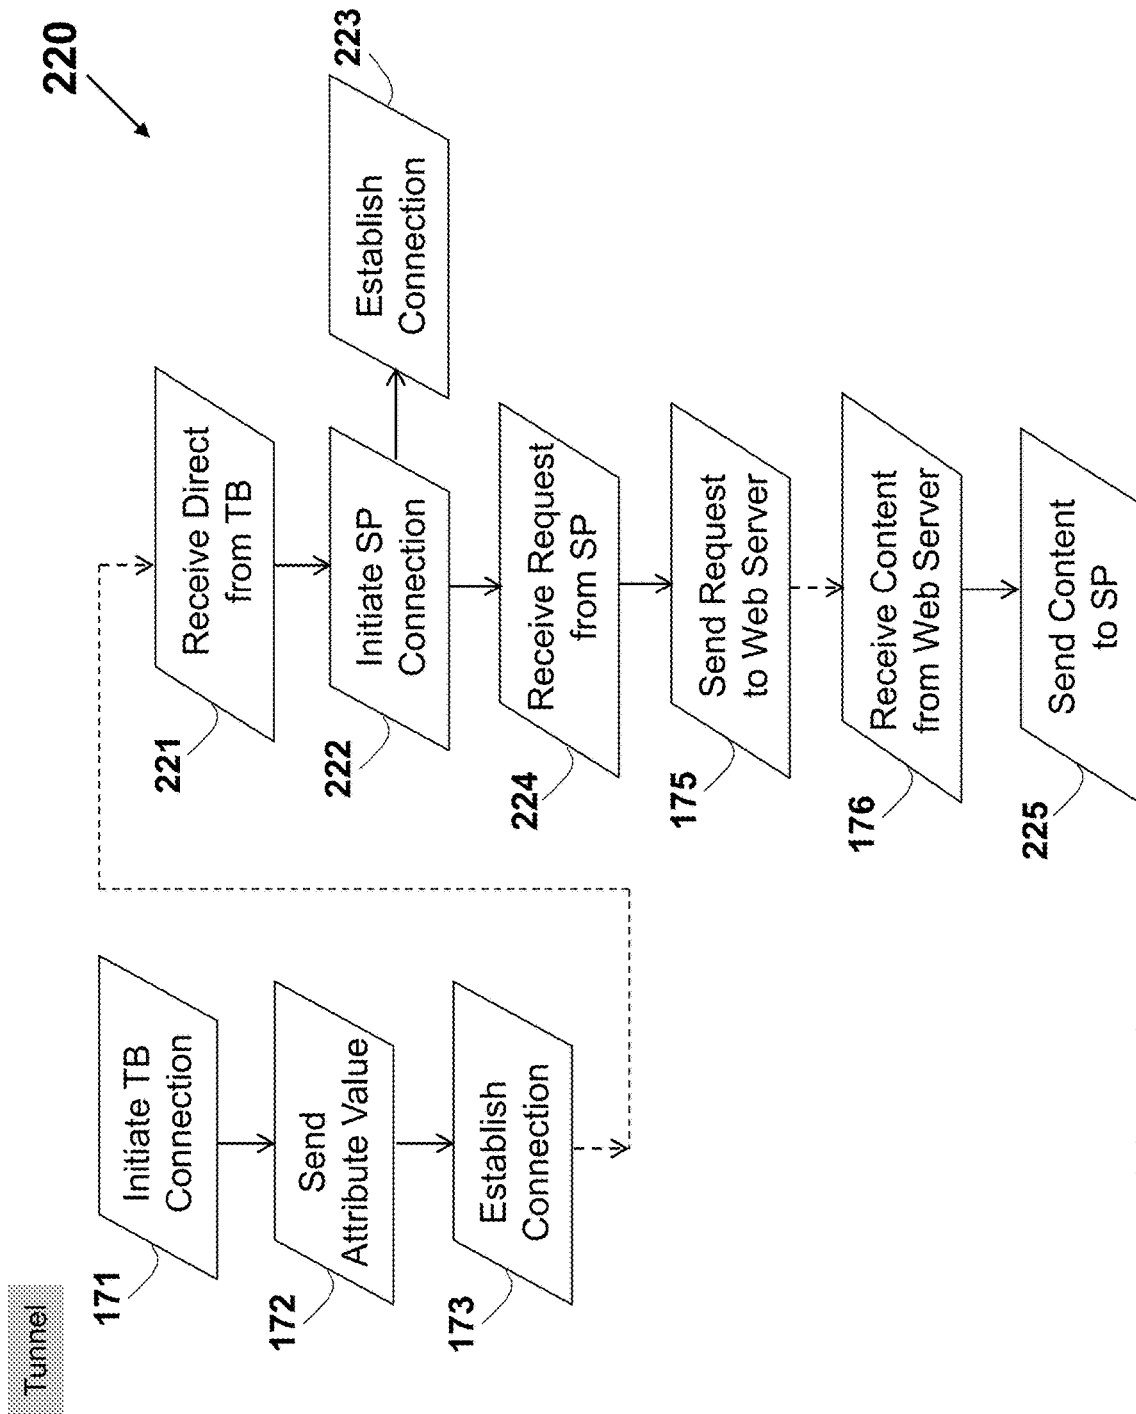 Tunnel
220
171
Initiate TB
Connection
172
Send
Attribute Value
173
Establish
Connection
221
Receive Direct
from TB
222
Initiate SP
Connection
223
Establish
Connection
224
Receive Request
from SP
175
Send Request
to Web Server
176
Receive Content
from Web Server
225
Send Content
to SP